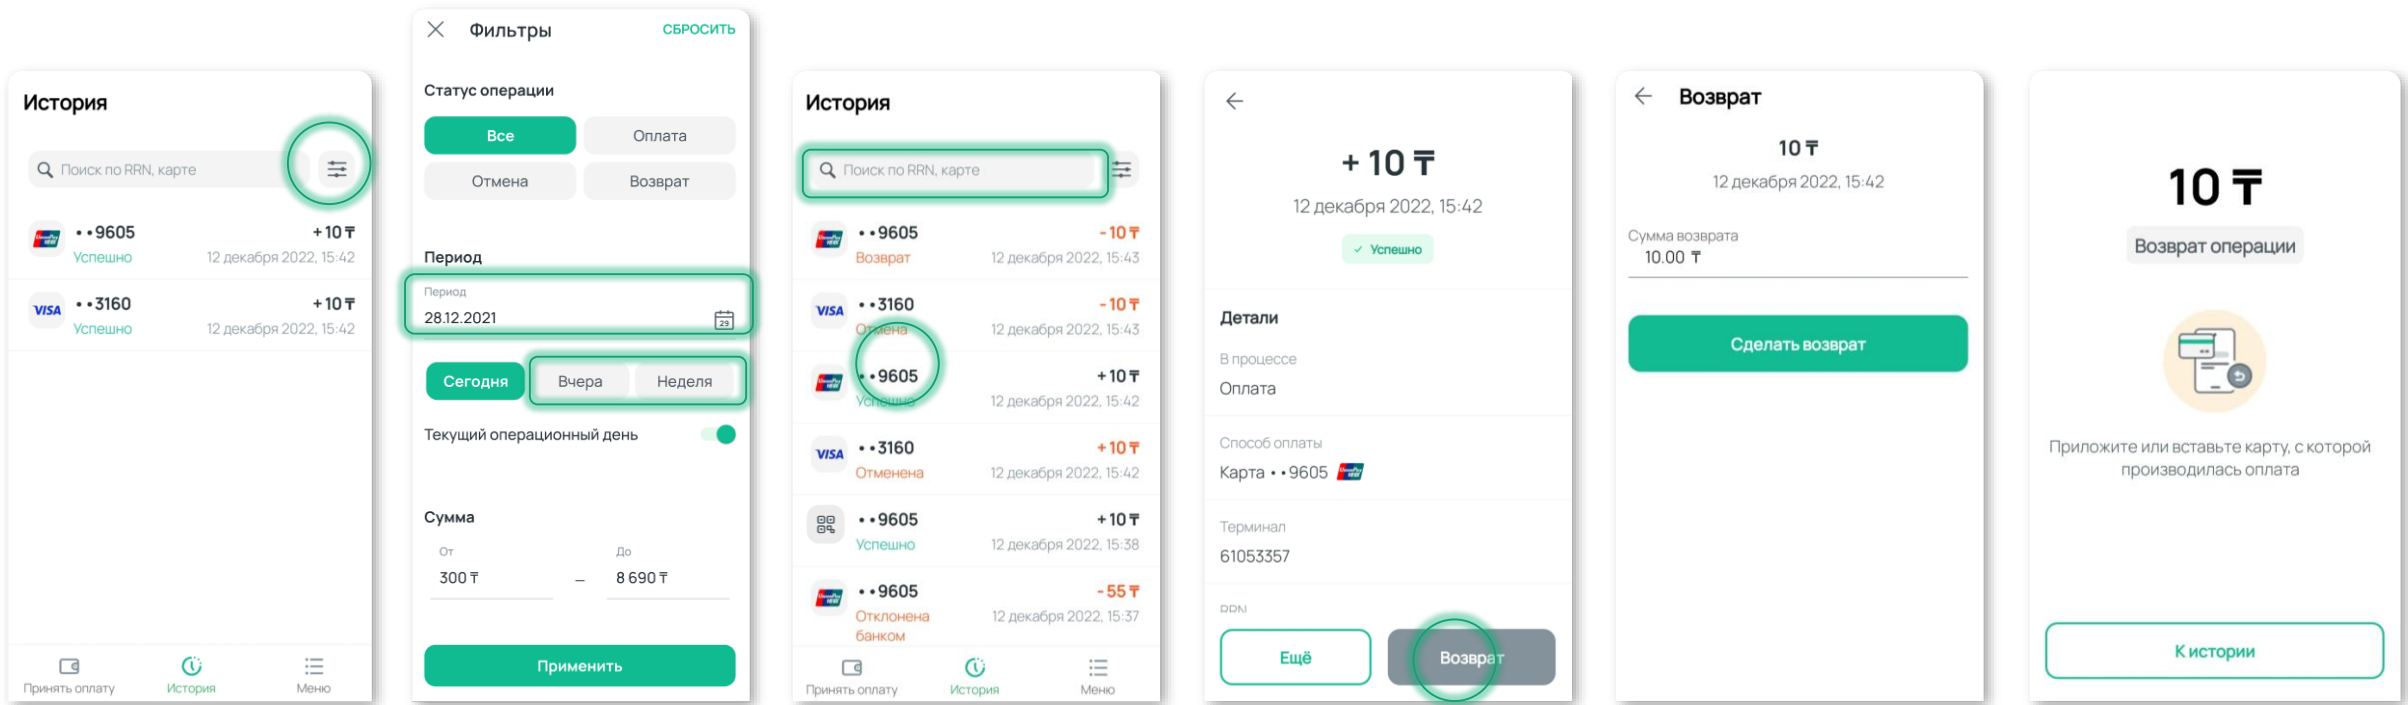 История
Поиск по RRN, карте
••9605
+10 ₸
Успешно
12 декабря 2022, 15:42
VISA
••3160
+10 ₸
Успешно
12 декабря 2022, 15:42
Принять оплату
История
Меню
Фильтры
СБРОСИТЬ
Статус операции
Все
Оплата
Отмена
Возврат
Период
Период
28.12.2021
29
Сегодня
Вчера
Неделя
Текущий операционный день
Сумма
От
До
300 ₸
–
8 690 ₸
Применить
История
Поиск по RRN, карте
••9605
-10 ₸
Возврат
12 декабря 2022, 15:43
VISA
••3160
-10 ₸
Отмена
12 декабря 2022, 15:43
••9605
+10 ₸
Успешно
12 декабря 2022, 15:42
VISA
••3160
+10 ₸
Отменена
12 декабря 2022, 15:42
••9605
+10 ₸
Успешно
12 декабря 2022, 15:38
••9605
-55 ₸
Отклонена
12 декабря 2022, 15:37
банком
Принять оплату
История
Меню
+ 10 ₸
12 декабря 2022, 15:42
✓ Успешно
Детали
В процессе
Оплата
Способ оплаты
Карта ••9605
Терминал
61053357
RRN
Ещё
Возврат
Возврат
10 ₸
12 декабря 2022, 15:42
Сумма возврата
10.00 ₸
Сделать возврат
10 ₸
Возврат операции
Приложите или вставьте карту, с которой
производилась оплата
К истории